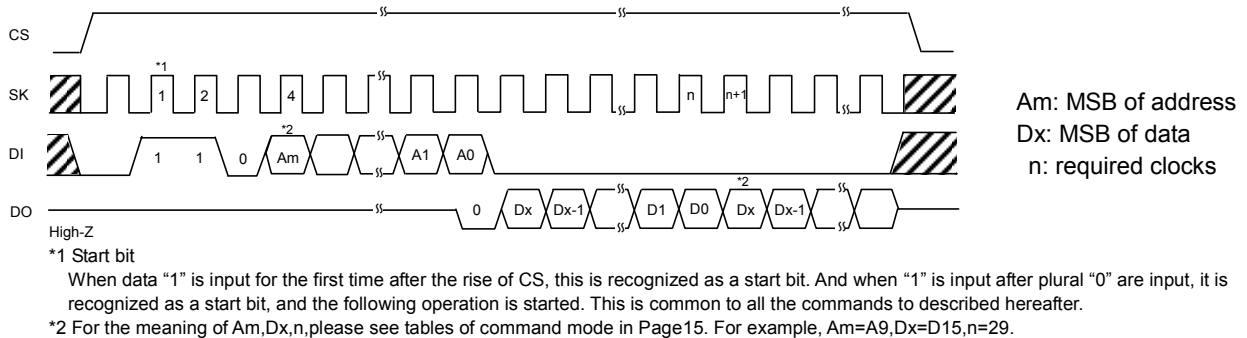 CS
*1
SK 1 2 4 n n+1
*2
DI 1 1 0 Am A1 A0
*2
DO 0 Dx Dx-1 D1 D0 Dx Dx-1
High-Z
Am: MSB of address
Dx: MSB of data
n: required clocks
*1 Start bit
When data “1” is input for the first time after the rise of CS, this is recognized as a start bit. And when “1” is input after plural “0” are input, it is
recognized as a start bit, and the following operation is started. This is common to all the commands to described hereafter.
*2 For the meaning of Am,Dx,n,please see tables of command mode in Page15. For example, Am=A9,Dx=D15,n=29.